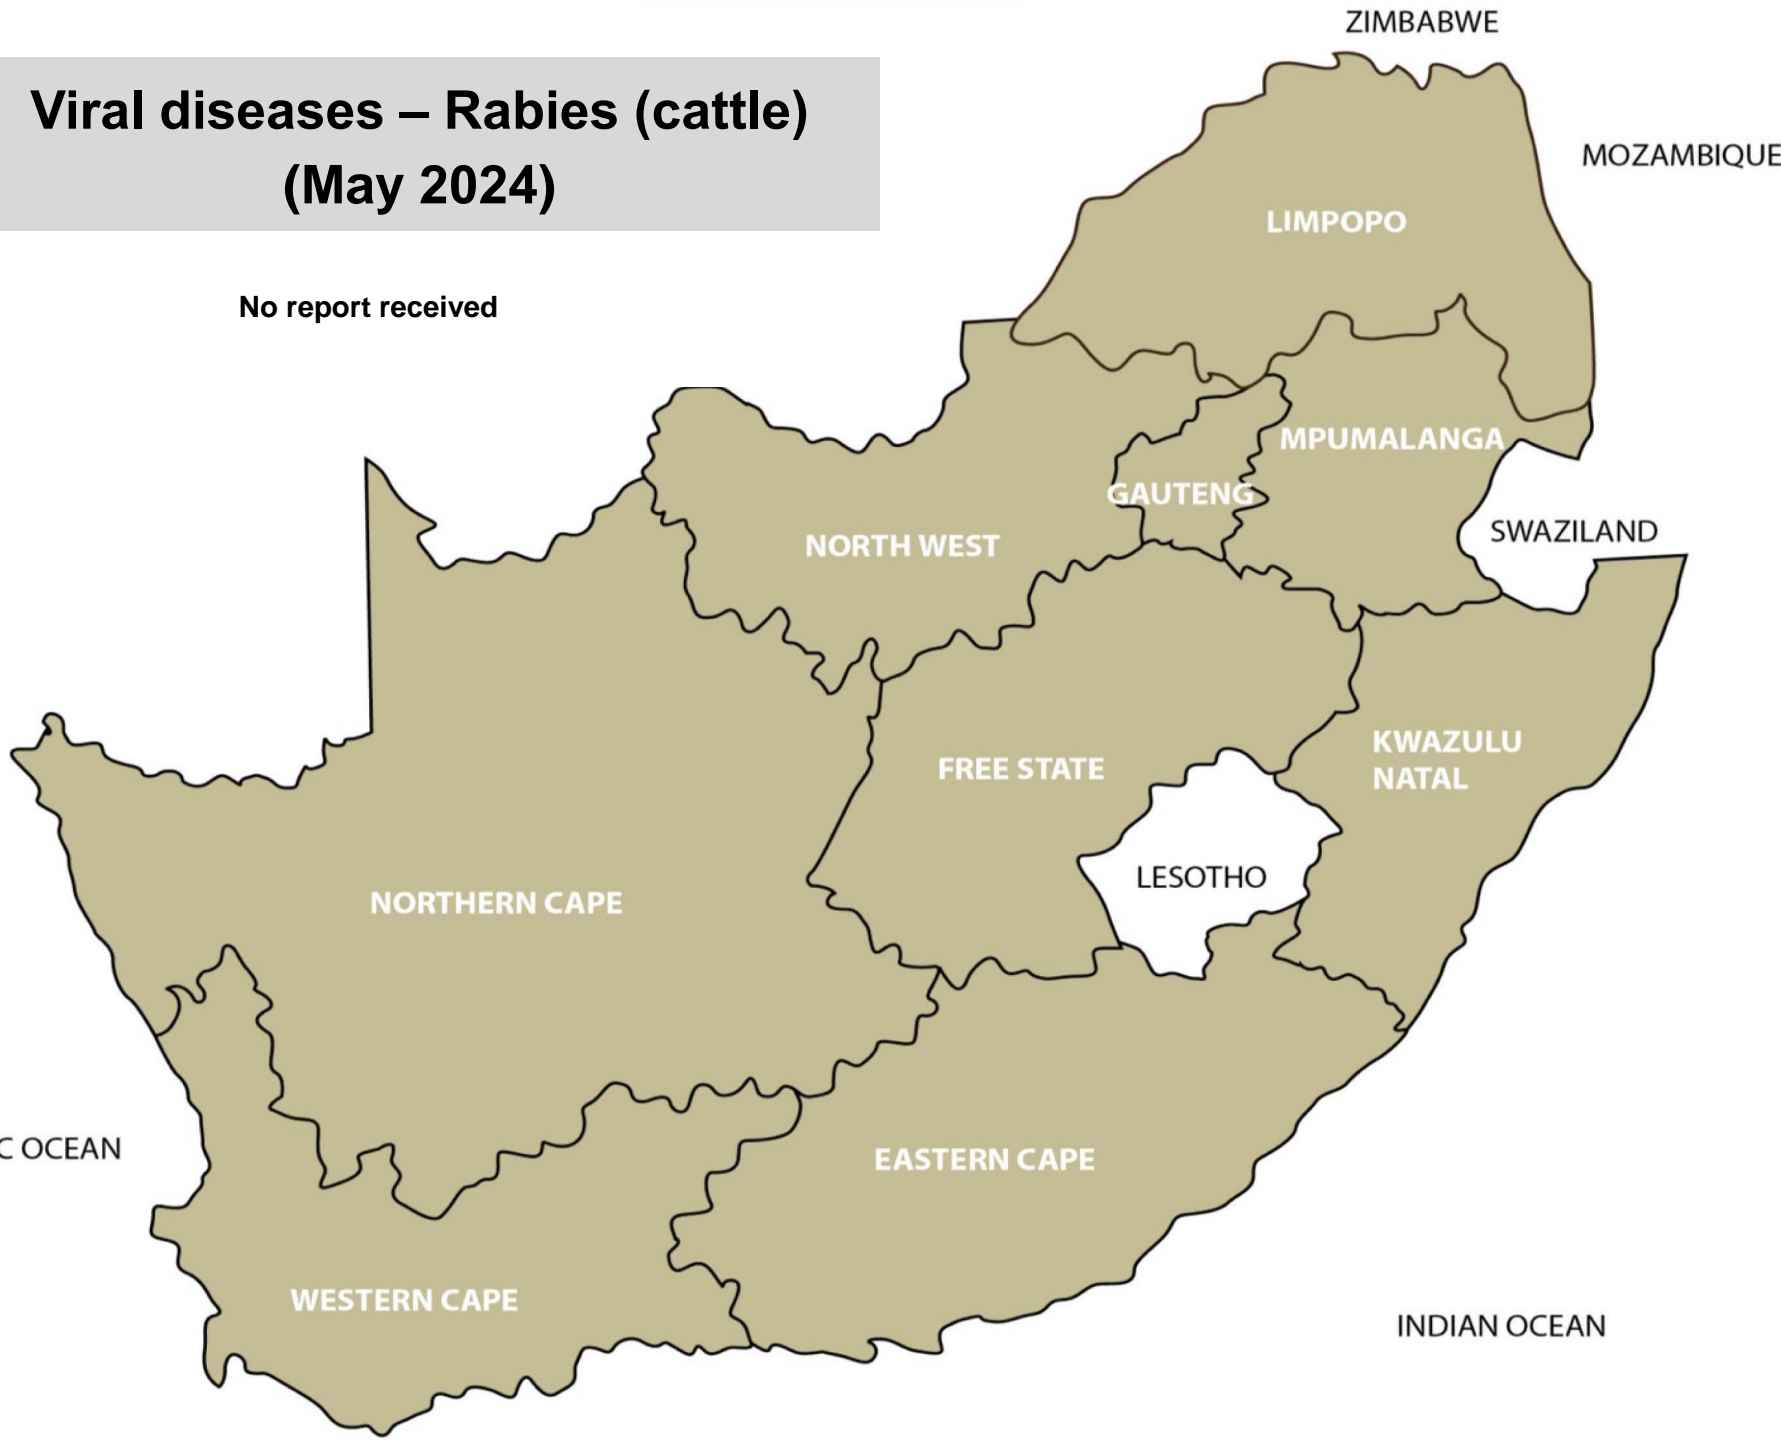 ZIMBABWE
Viral diseases – Rabies (cattle)
(May 2024)
MOZAMBIQUE
LIMPOPO
No report received
MPUMALANGA
GAUTENG
SWAZILAND
NORTH WEST
KWAZULU
NATAL
FREE STATE
LESOTHO
NORTHERN CAPE
C OCEAN
EASTERN CAPE
WESTERN CAPE
INDIAN OCEAN